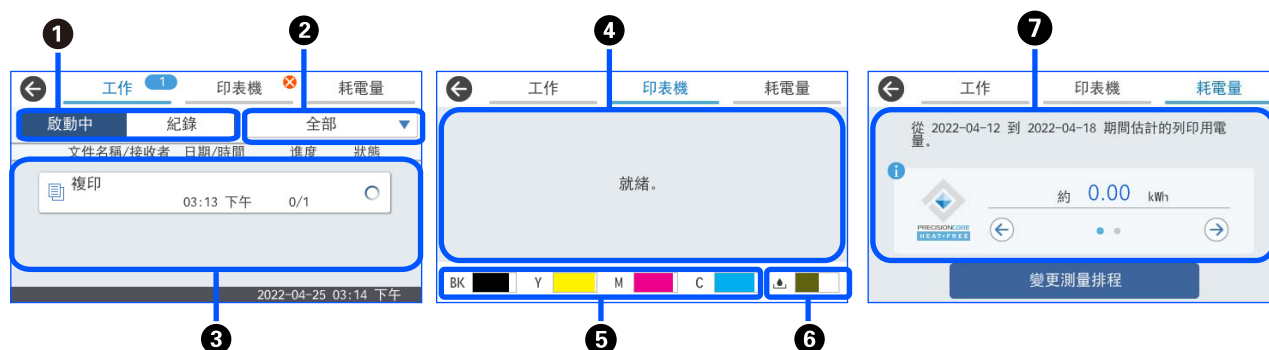 1 2 4 7
工作 1 印表機 耗電量
啟動中 紀錄 全部
文件名稱/接收者 日期/時間 進度 狀態
複印
03:13 下午 0/1
2022-04-25 03:14 下午
3
工作 印表機 耗電量
就緒。
BK Y M C
5 6
工作 印表機 耗電量
從 2022-04-12 到 2022-04-18 期間估計的列印用電
量。
i
約 0.00 kWh
PRECISIONCORE
HEAT-FREE
變更測量排程